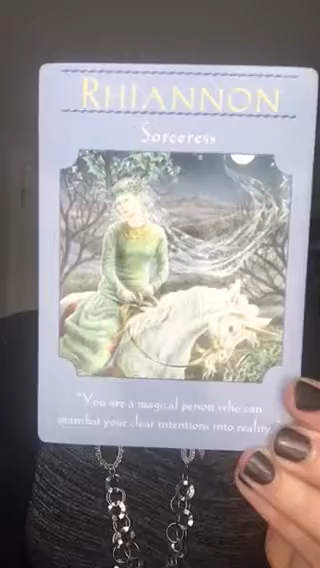 RHIANNON
Sorceress
"You are a magical person who can
manifest your clear intentions into reality."